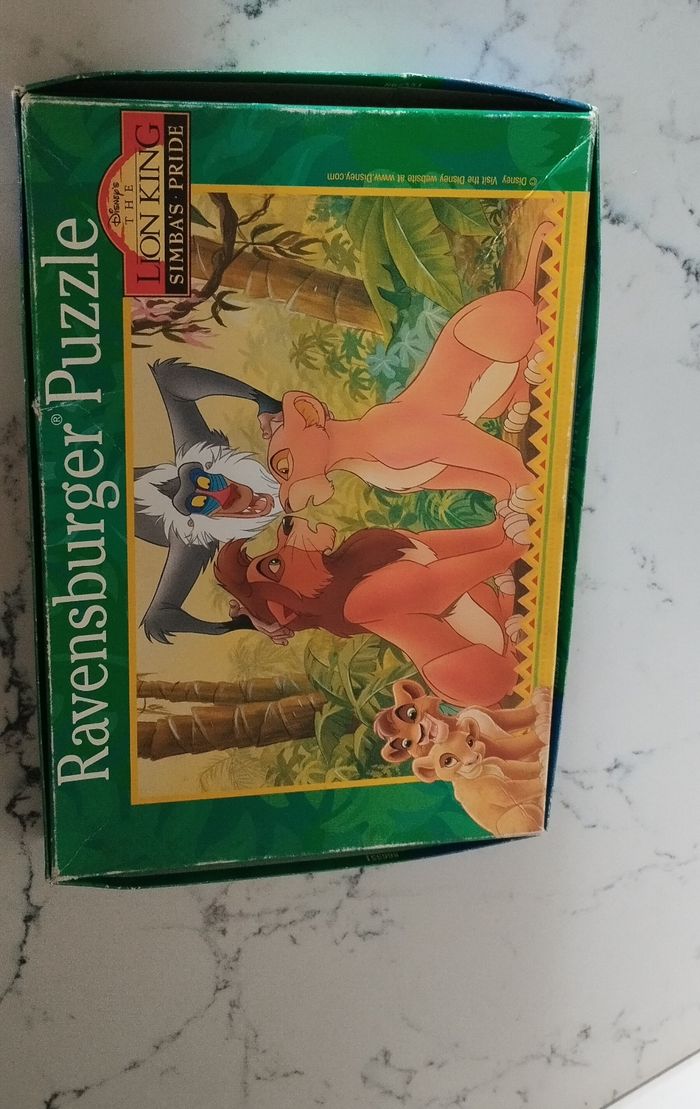 Ravensburger® Puzzle
DISNEY'S
THE
LION KING
SIMBA'S · PRIDE
© Disney Visit the Disney website at www.Disney.com